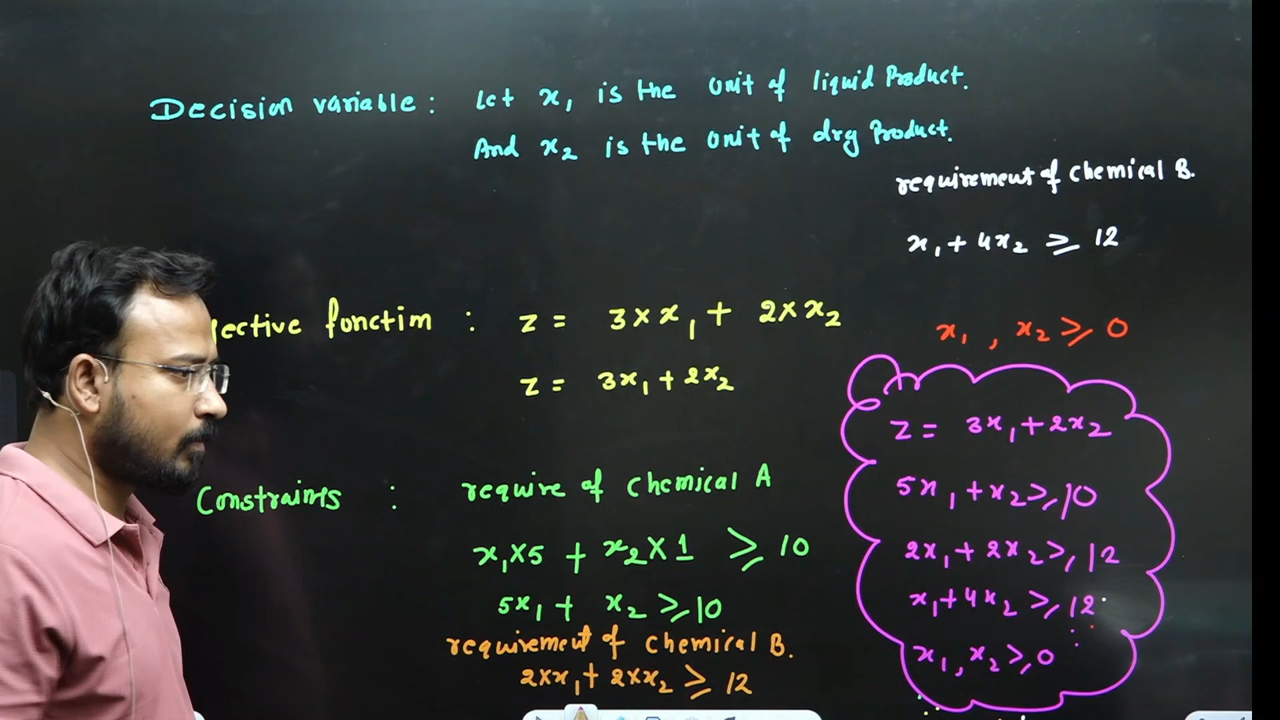 Decision variable: Let x₁ is the unit of liquid Product.
And x₂ is the unit of dry Product.
requirement of chemical B.
x₁ + 4x₂ ≥ 12
jective function : z = 3×x₁ + 2×x₂
x₁ , x₂ ≥ 0
z = 3x₁ + 2x₂
z = 3x₁ + 2x₂
Constraints : require of chemical A
5x₁ + x₂ ≥ 10
x₁×5 + x₂×1 ≥ 10
2x₁ + 2x₂ ≥ 12
5x₁ + x₂ ≥ 10
x₁ + 4x₂ ≥ 12
requirement of chemical B.
x₁, x₂ ≥ 0
2×x₁ + 2×x₂ ≥ 12